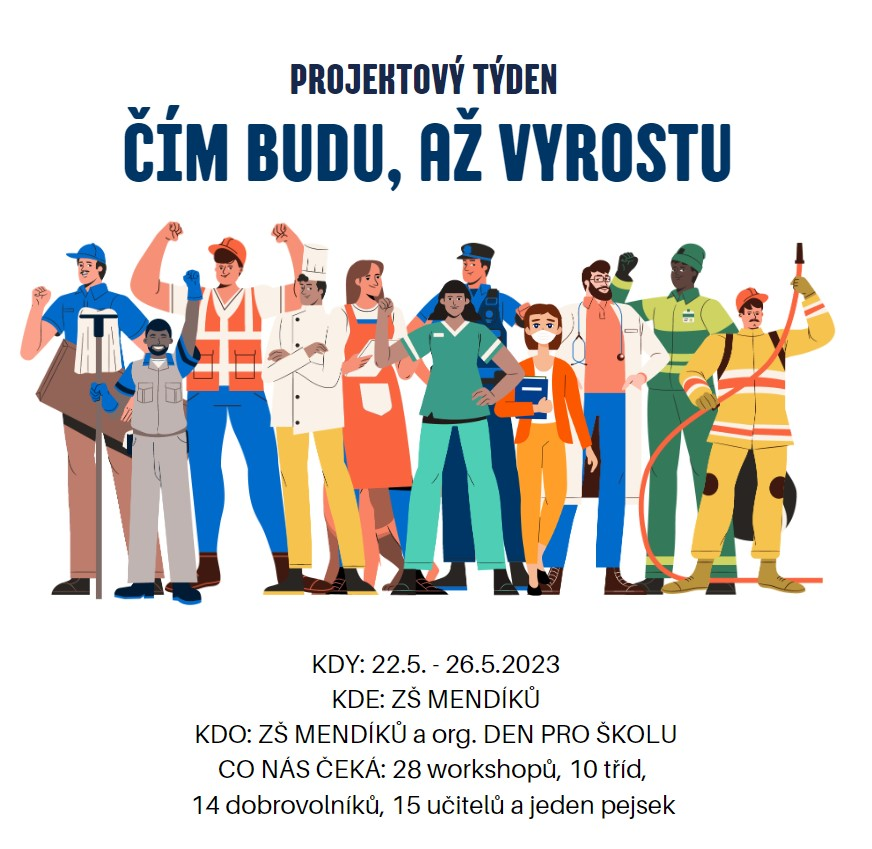 PROJEKTOVÝ TÝDEN
ČÍM BUDU, AŽ VYROSTU
KDY: 22.5. - 26.5.2023
KDE: ZŠ MENDÍKŮ
KDO: ZŠ MENDÍKŮ a org. DEN PRO ŠKOLU
CO NÁS ČEKÁ: 28 workshopů, 10 tříd,
14 dobrovolníků, 15 učitelů a jeden pejsek